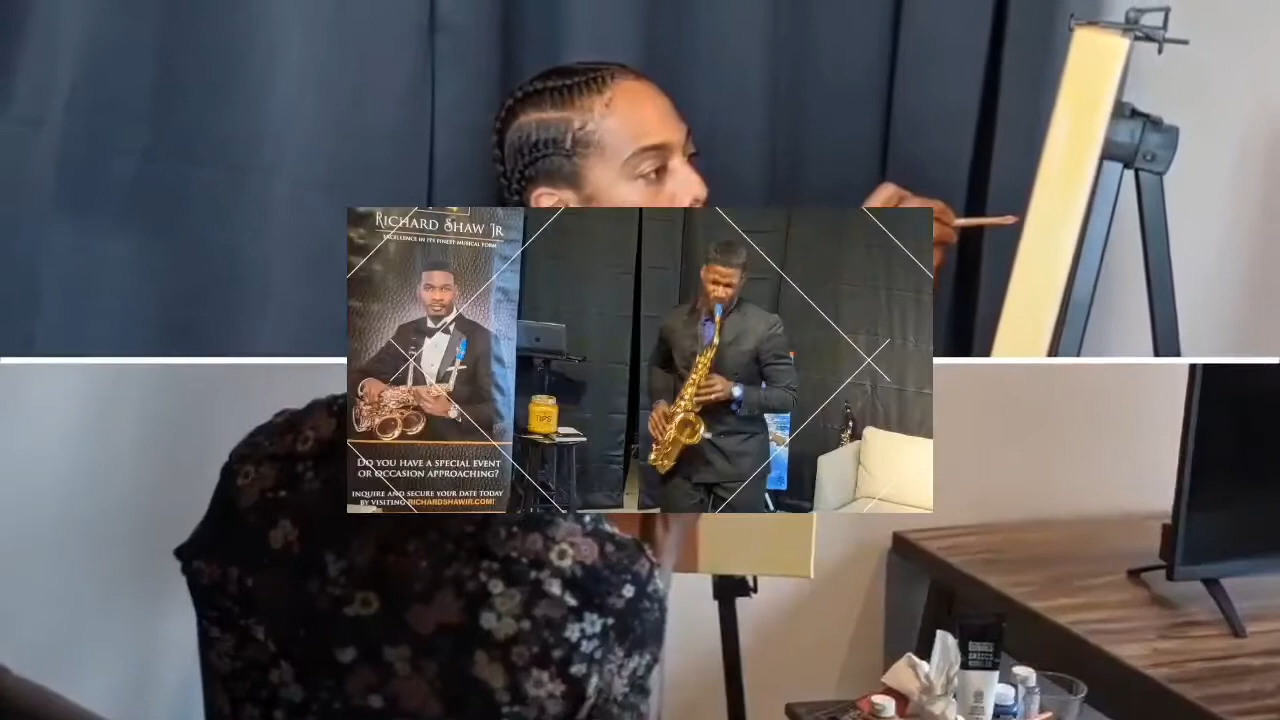 RICHARD SHAW JR
EXCELLENCE IN ITS FINEST MUSICAL FORM
TIPS
DO YOU HAVE A SPECIAL EVENT
OR OCCASION APPROACHING?
INQUIRE AND SECURE YOUR DATE TODAY
BY VISITING RICHARDSHAWJR.COM!